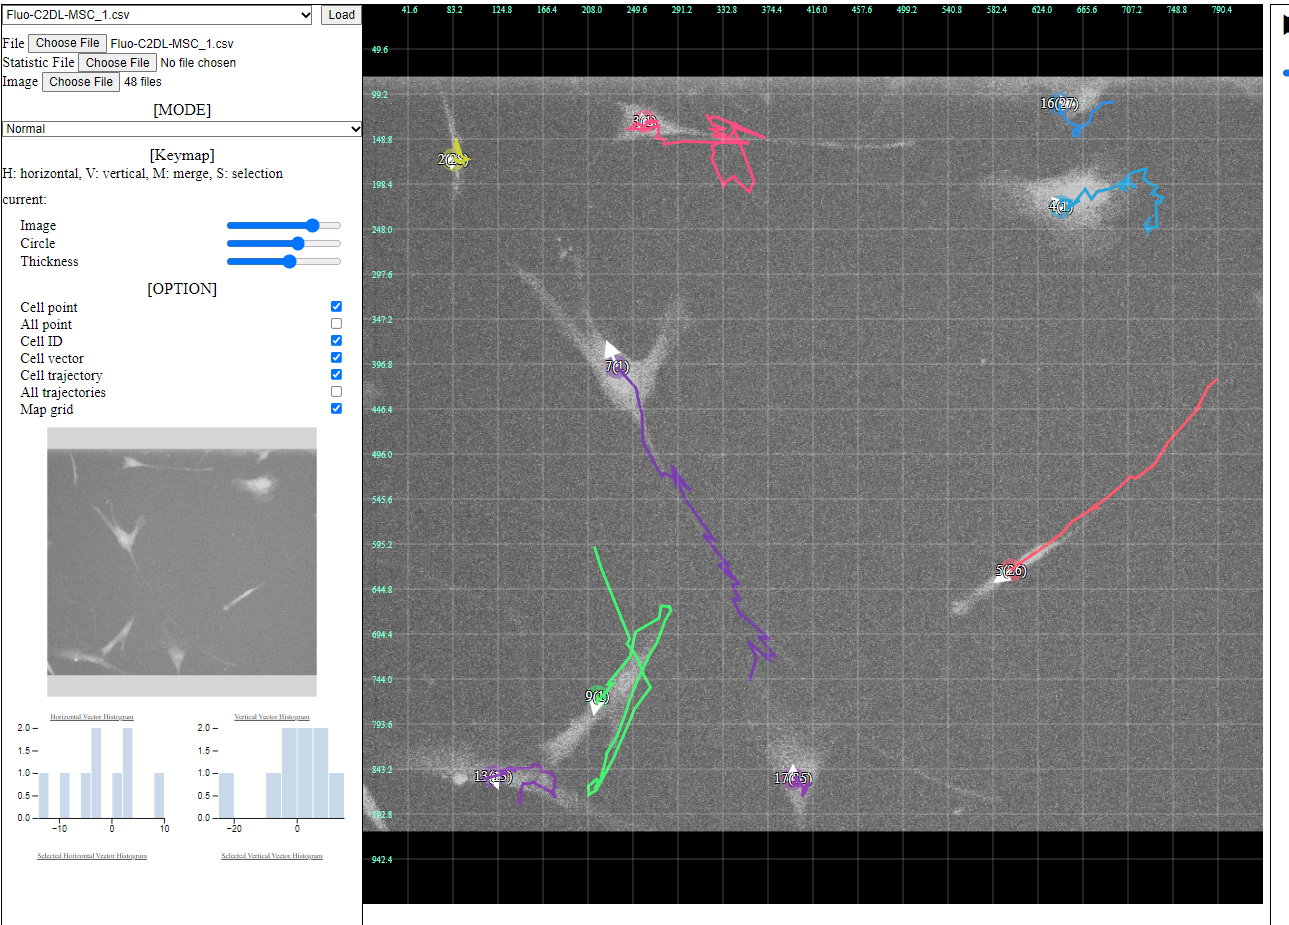 Fluo-C2DL-MSC_1.csv Load
File Choose File Fluo-C2DL-MSC_1.csv
Statistic File Choose File No file chosen
Image Choose File 48 files
[MODE]
Normal
[Keymap]
H: horizontal, V: vertical, M: merge, S: selection
current:
Image
Circle
Thickness
[OPTION]
Cell point
All point
Cell ID
Cell vector
Cell trajectory
All trajectories
Map grid
Horizontal Vector Histogram
2.0
1.5
1.0
0.5
0.0
−10 0 10
Vertical Vector Histogram
2.0
1.5
1.0
0.5
0.0
−20 0
Selected Horizontal Vector Histogram
Selected Vertical Vector Histogram
41.6 83.2 124.8 166.4 208.0 249.6 291.2 332.8 374.4 416.0 457.6 499.2 540.8 582.4 624.0 665.6 707.2 748.8 790.4
49.6
99.2
148.8
198.4
248.0
297.6
347.2
396.8
446.4
496.0
545.6
595.2
644.8
694.4
744.0
793.6
843.2
892.8
942.4
3(1)
16(27)
4(1)
7(1)
5(26)
9(1)